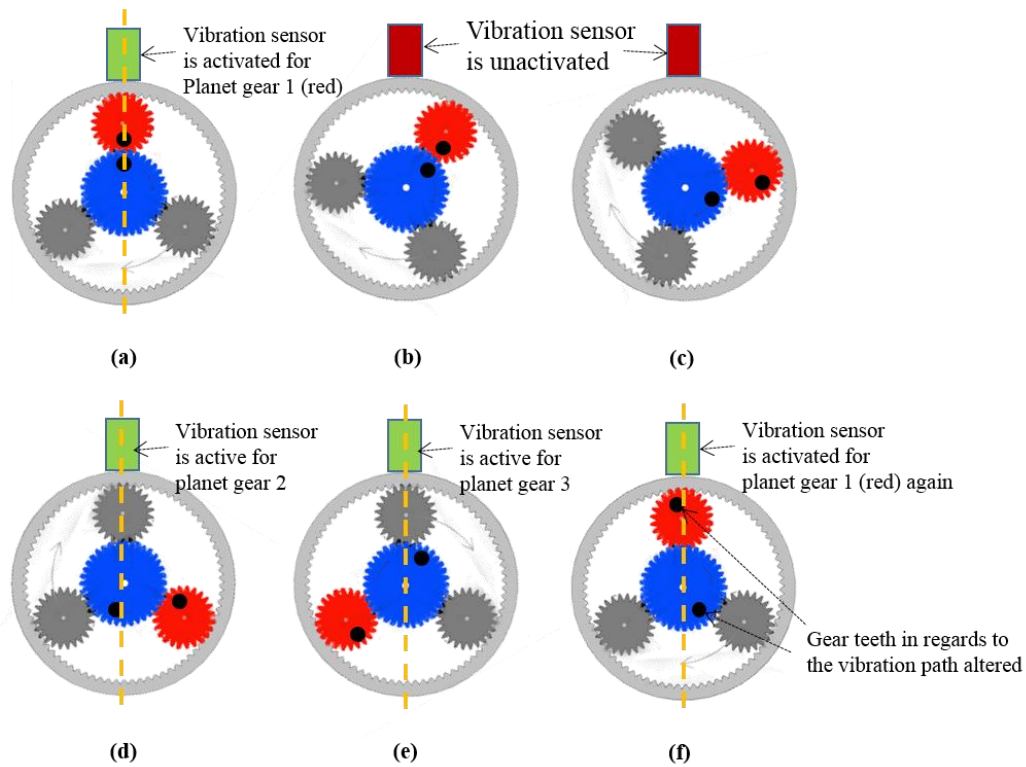 Vibration sensor
is activated for
Planet gear 1 (red)
Vibration sensor
is unactivated
(a)
(b)
(c)
Vibration sensor
is active for
planet gear 2
Vibration sensor
is active for
planet gear 3
Vibration sensor
is activated for
planet gear 1 (red) again
Gear teeth in regards to
the vibration path altered
(d)
(e)
(f)